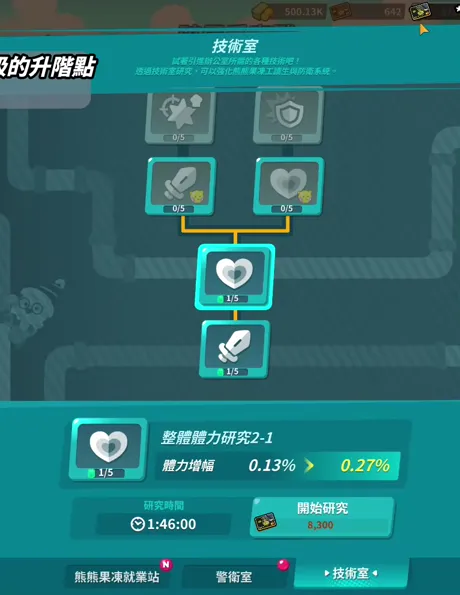 500.13K
642
技術室
試著引進辦公室所需的各種技術吧！
透過技術室研究，可以強化熊熊果凍工讀生與防衛系統。
級的升階點
0/5
0/5
0/5
0/5
1/5
1/5
整體體力研究2-1
1/5
體力增幅 0.13% 0.27%
研究時間
1:46:00
開始研究
8,300
N
熊熊果凍就業站
警衛室
技術室